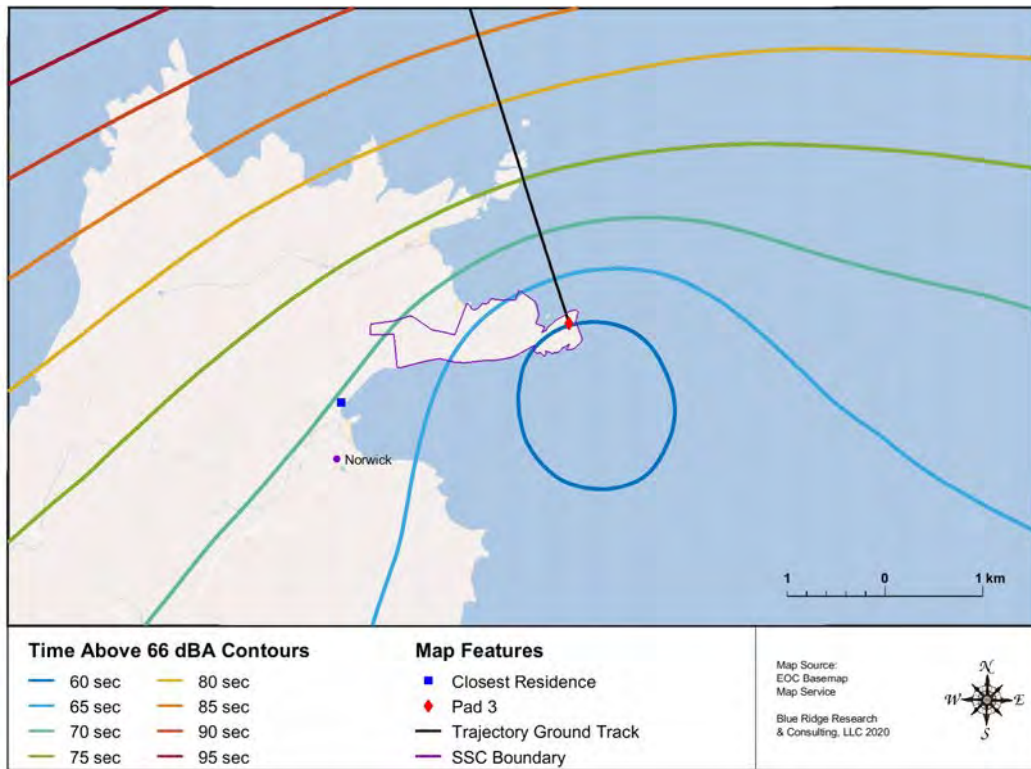 Norwick
1 0 1 km
Time Above 66 dBA Contours
60 sec
65 sec
70 sec
75 sec
80 sec
85 sec
90 sec
95 sec
Map Features
Closest Residence
Pad 3
Trajectory Ground Track
SSC Boundary
Map Source:
EOC Basemap
Map Service
Blue Ridge Research
& Consulting, LLC 2020
N
W E
S